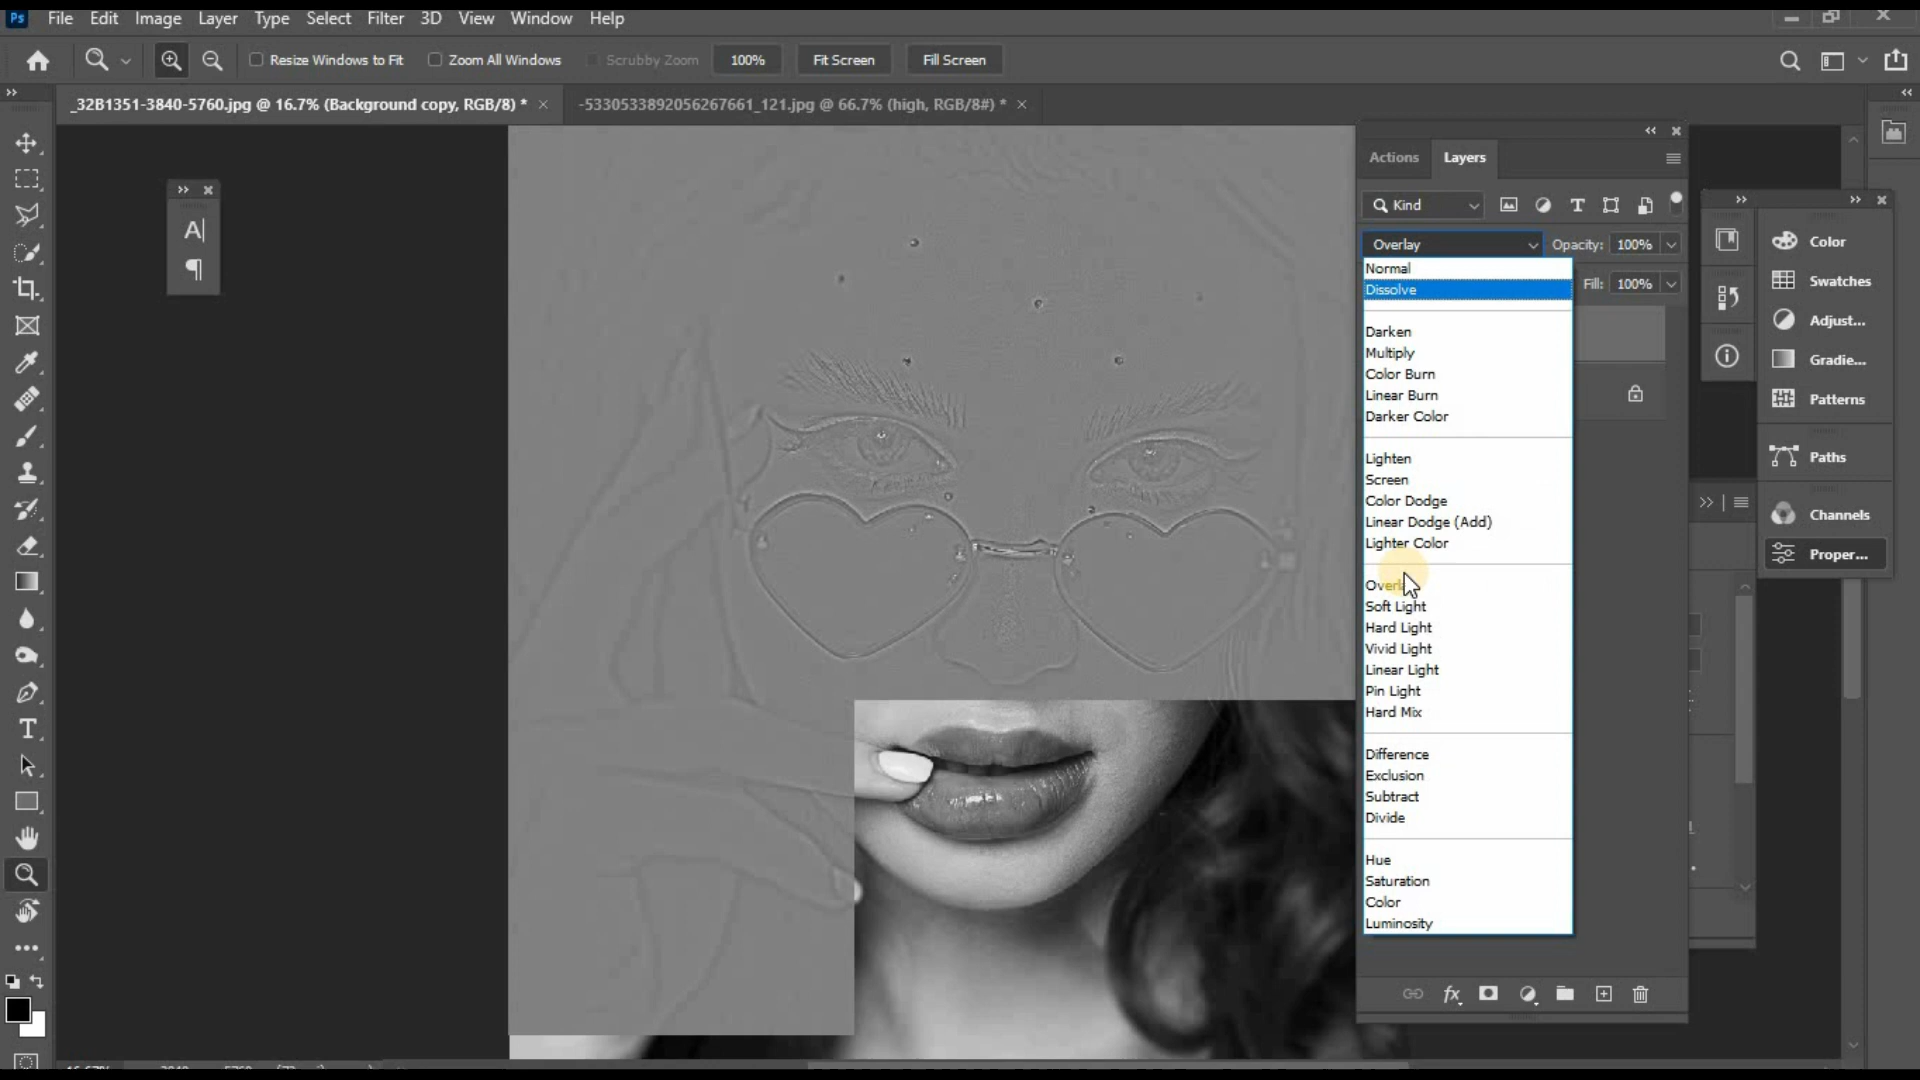 Ps File Edit Image Layer Type Select Filter 3D View Window Help
Resize Windows to Fit Zoom All Windows Scrubby Zoom 100% Fit Screen Fill Screen
_32B1351-3840-5760.jpg @ 16.7% (Background copy, RGB/8) * × -5330533892056267661_121.jpg @ 66.7% (high, RGB/8#) * ×
Actions Layers
Kind
Overlay Opacity: 100%
Fill: 100%
Normal
Dissolve
Darken
Multiply
Color Burn
Linear Burn
Darker Color
Lighten
Screen
Color Dodge
Linear Dodge (Add)
Lighter Color
Overlay
Soft Light
Hard Light
Vivid Light
Linear Light
Pin Light
Hard Mix
Difference
Exclusion
Subtract
Divide
Hue
Saturation
Color
Luminosity
Color
Swatches
Adjust...
Gradie...
Patterns
Paths
Channels
Proper...